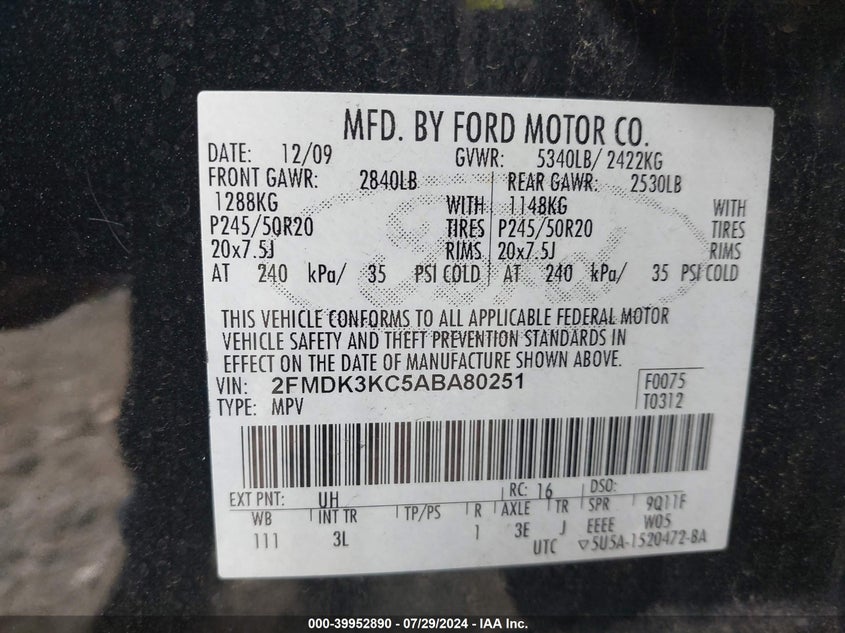 MFD. BY FORD MOTOR CO.
DATE: 12/09 GVWR: 5340LB/ 2422KG
FRONT GAWR: 2840LB REAR GAWR: 2530LB
1288KG WITH 1148KG WITH
P245/50R20 TIRES P245/50R20 TIRES
20x7.5J RIMS 20x7.5J RIMS
AT 240 kPa/ 35 PSI COLD AT 240 kPa/ 35 PSI COLD
THIS VEHICLE CONFORMS TO ALL APPLICABLE FEDERAL MOTOR
VEHICLE SAFETY AND THEFT PREVENTION STANDARDS IN
EFFECT ON THE DATE OF MANUFACTURE SHOWN ABOVE.
VIN: 2FMDK3KC5ABA80251 F0075
TYPE: MPV T0312
EXT PNT: UH RC: 16 DSO:
WB INT TR TP/PS R AXLE TR SPR 9Q11F
111 3L 1 3E J EEEE W05
UTC ▽5U5A-1520472-BA
000-39952890 - 07/29/2024 - IAA Inc.